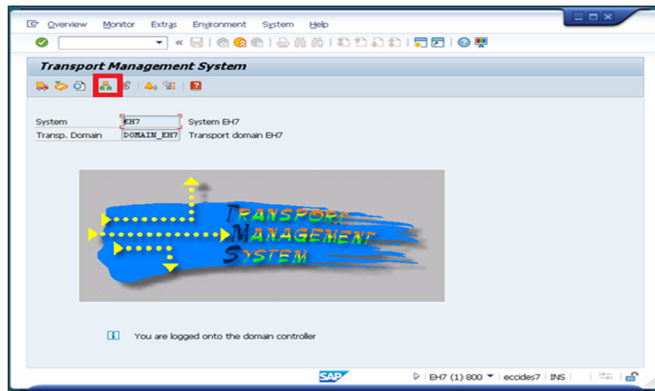 Overview Monitor Extras Environment System Help
Transport Management System
System EH7 System EH7
Transp. Domain DOMAIN_EH7 Transport domain EH7
TRANSPORT
MANAGEMENT
SYSTEM
You are logged onto the domain controller
SAP EH7 (1) 800 eccides7 INS